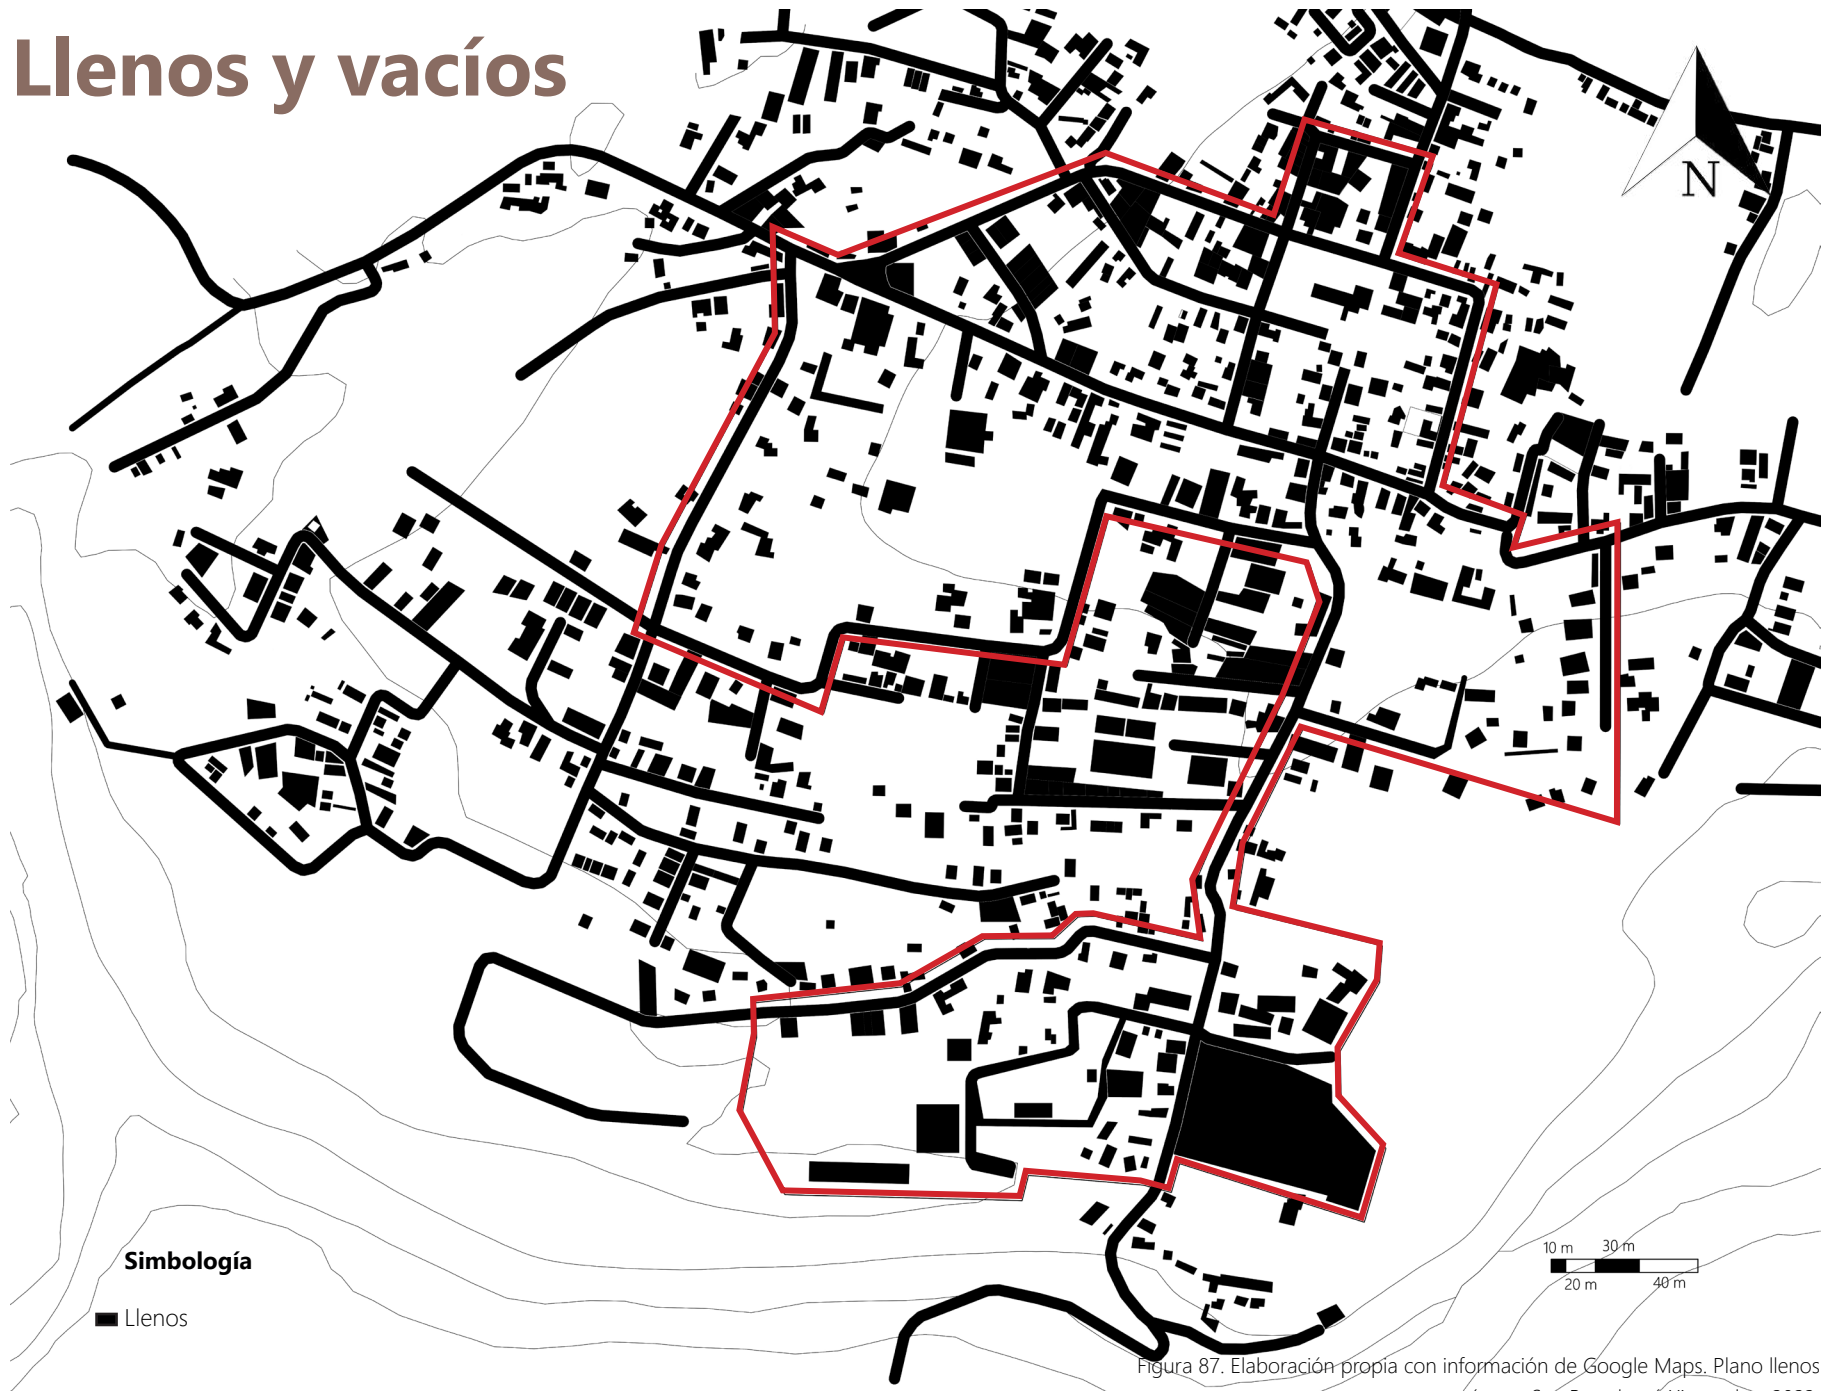 Llenos y vacíos
N
Simbología
Llenos
10 m 30 m
20 m 40 m
Figura 87. Elaboración propia con información de Google Maps. Plano llenos